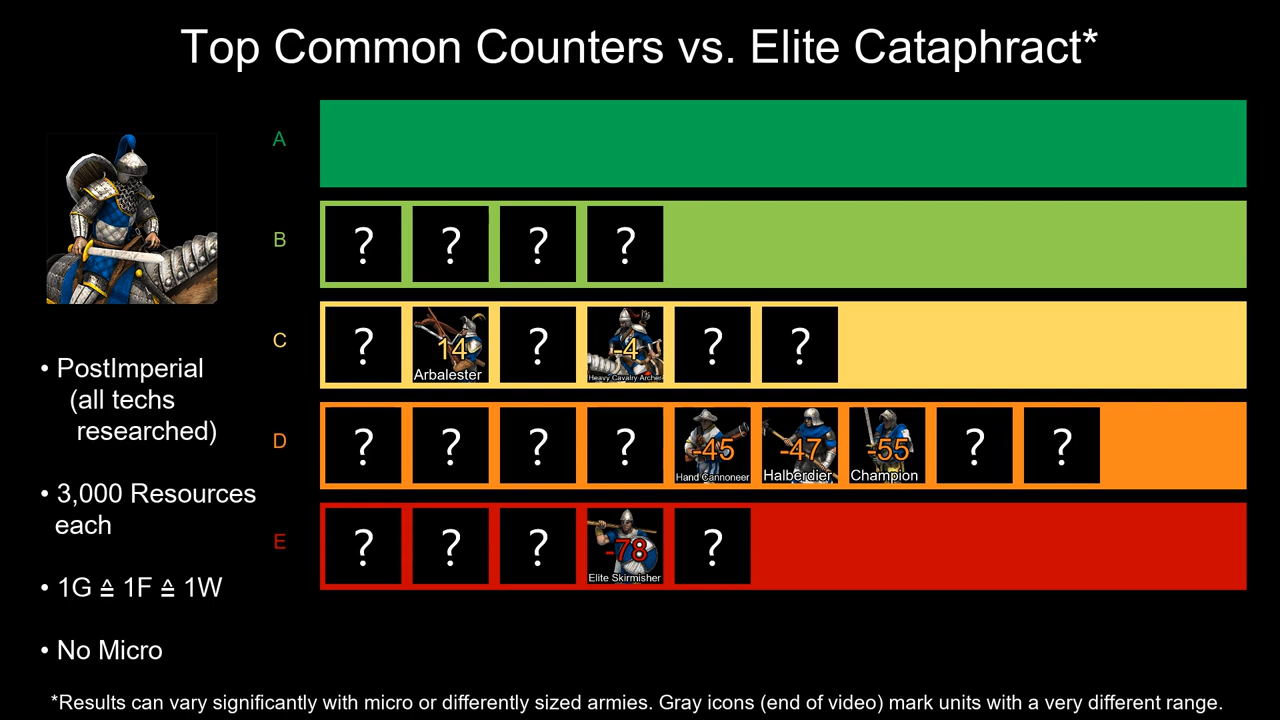 Top Common Counters vs. Elite Cataphract*
A
B
? ? ? ?
C
? 14 ? -4 ? ?
Arbalester Heavy Cavalry Archer
D
? ? ? ? -45 -47 -55 ? ?
Hand Cannoneer Halberdier Champion
E
? ? ? -78 ?
Elite Skirmisher
• PostImperial
(all techs
researched)
• 3,000 Resources
each
• 1G ≙ 1F ≙ 1W
• No Micro
*Results can vary significantly with micro or differently sized armies. Gray icons (end of video) mark units with a very different range.